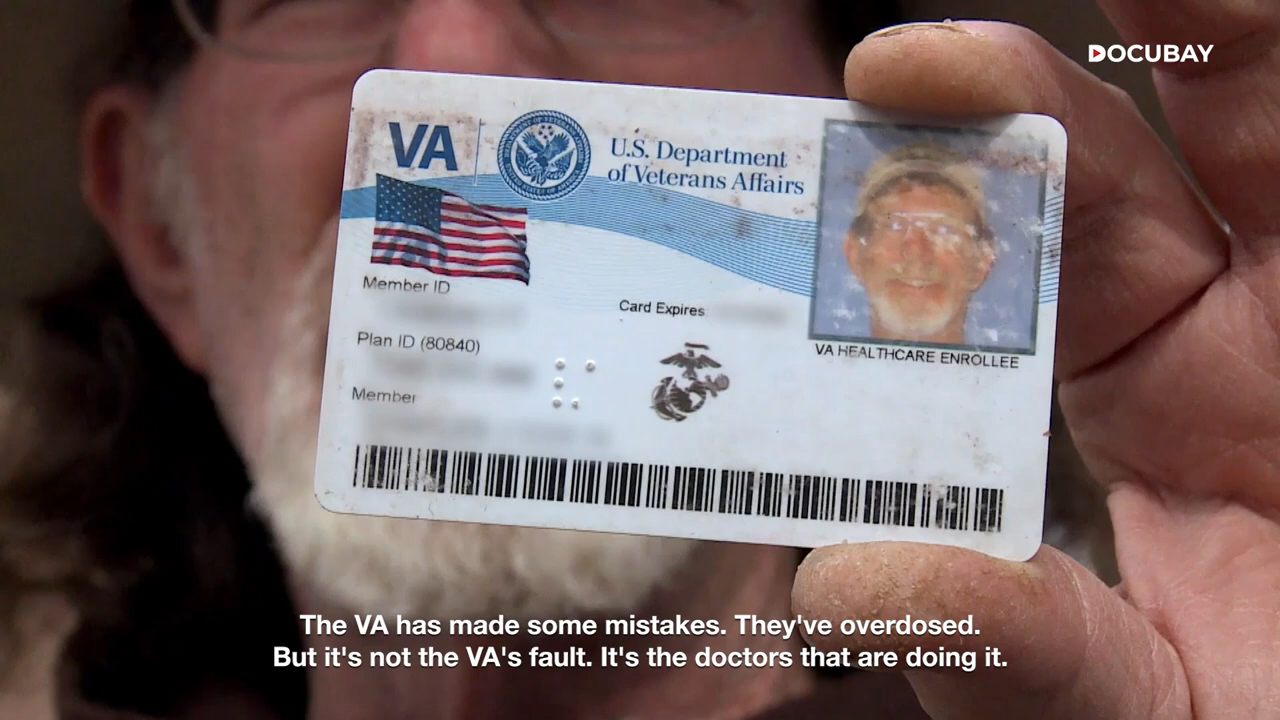 DOCUBAY
VA
U.S. Department
of Veterans Affairs
Member ID
Card Expires
Plan ID (80840)
VA HEALTHCARE ENROLLEE
Member
The VA has made some mistakes. They've overdosed.
But it's not the VA's fault. It's the doctors that are doing it.